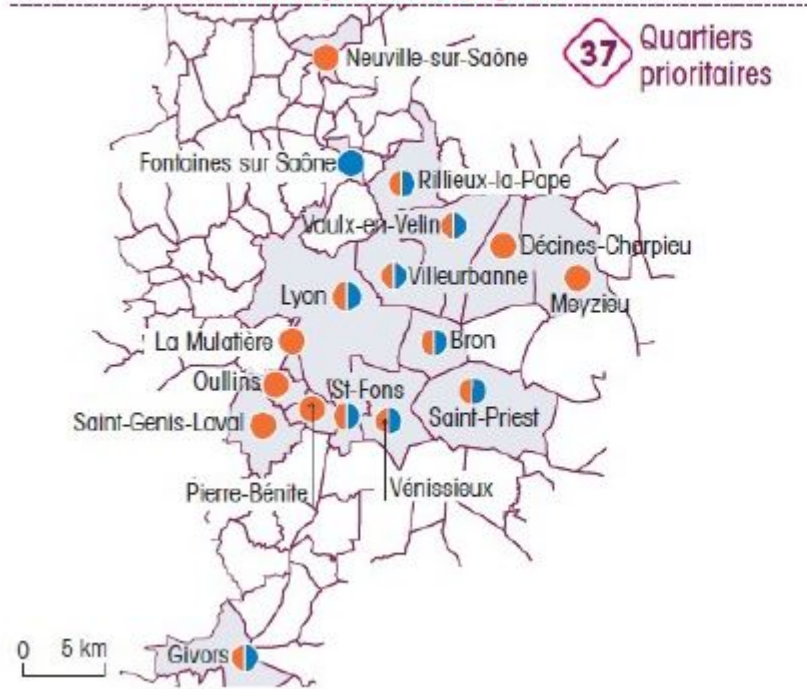 37
Quartiers
prioritaires
Neuville-sur-Saône
Fontaines sur Saône
Rillieux-la-Pape
Vaulx-en-Velin
Décines-Charpieu
Villeurbanne
Meyzieu
Lyon
La Mulatière
Bron
Oullins
St-Fons
Saint-Priest
Saint-Genis-Laval
Pierre-Bénite
Vénissieux
Givors
0 5 km